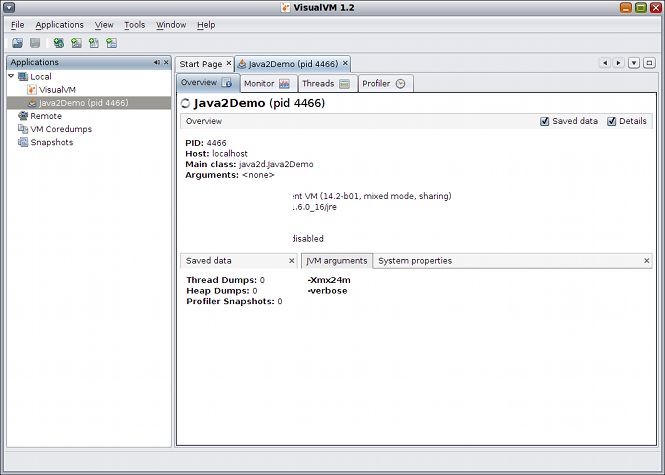 VisualVM 1.2
File Applications View Tools Window Help
Applications
Local
VisualVM
Java2Demo (pid 4466)
Remote
VM Coredumps
Snapshots
Start Page
Java2Demo (pid 4466)
Overview
Monitor
Threads
Profiler
Java2Demo (pid 4466)
Overview
Saved data
Details
PID: 4466
Host: localhost
Main class: java2d.Java2Demo
Arguments: <none>
nt VM (14.2-b01, mixed mode, sharing)
.6.0_16/jre
disabled
Saved data
Thread Dumps: 0
Heap Dumps: 0
Profiler Snapshots: 0
JVM arguments
System properties
-Xmx24m
-verbose